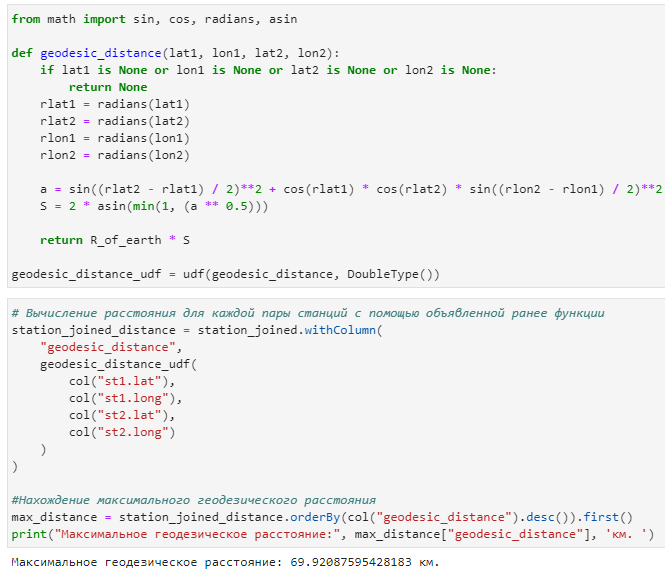 from math import sin, cos, radians, asin

def geodesic_distance(lat1, lon1, lat2, lon2):
    if lat1 is None or lon1 is None or lat2 is None or lon2 is None:
        return None
    rlat1 = radians(lat1)
    rlat2 = radians(lat2)
    rlon1 = radians(lon1)
    rlon2 = radians(lon2)

    a = sin((rlat2 - rlat1) / 2)**2 + cos(rlat1) * cos(rlat2) * sin((rlon2 - rlon1) / 2)**2
    S = 2 * asin(min(1, (a ** 0.5)))

    return R_of_earth * S

geodesic_distance_udf = udf(geodesic_distance, DoubleType())

# Вычисление расстояния для каждой пары станций с помощью объявленной ранее функции
station_joined_distance = station_joined.withColumn(
    "geodesic_distance",
    geodesic_distance_udf(
        col("st1.lat"),
        col("st1.long"),
        col("st2.lat"),
        col("st2.long")
    )
)

#Нахождение максимального геодезического расстояния
max_distance = station_joined_distance.orderBy(col("geodesic_distance").desc()).first()
print("Максимальное геодезическое расстояние:", max_distance["geodesic_distance"], 'км. ')

Максимальное геодезическое расстояние: 69.92087595428183 км.